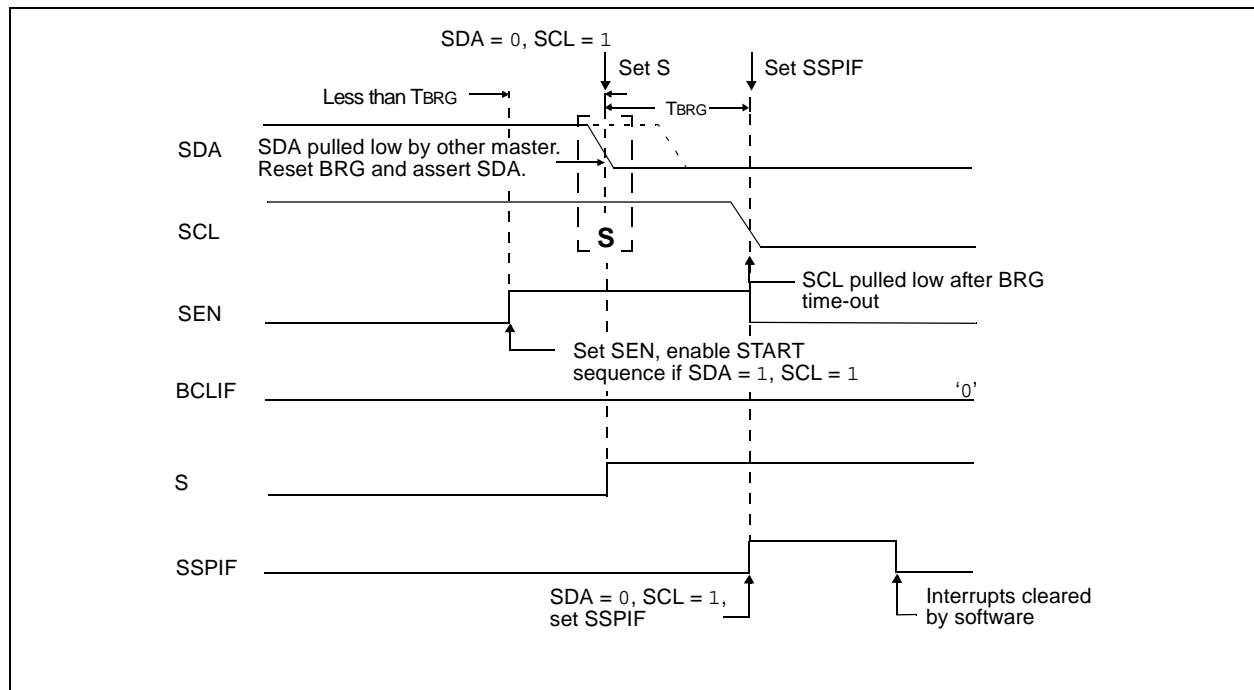 SDA = 0, SCL = 1
Set S
Set SSPIF
Less than TBRG
TBRG
SDA
SDA pulled low by other master.
Reset BRG and assert SDA.
SCL
S
SCL pulled low after BRG
time-out
SEN
Set SEN, enable START
sequence if SDA = 1, SCL = 1
BCLIF
‘0’
S
SSPIF
SDA = 0, SCL = 1,
set SSPIF
Interrupts cleared
by software